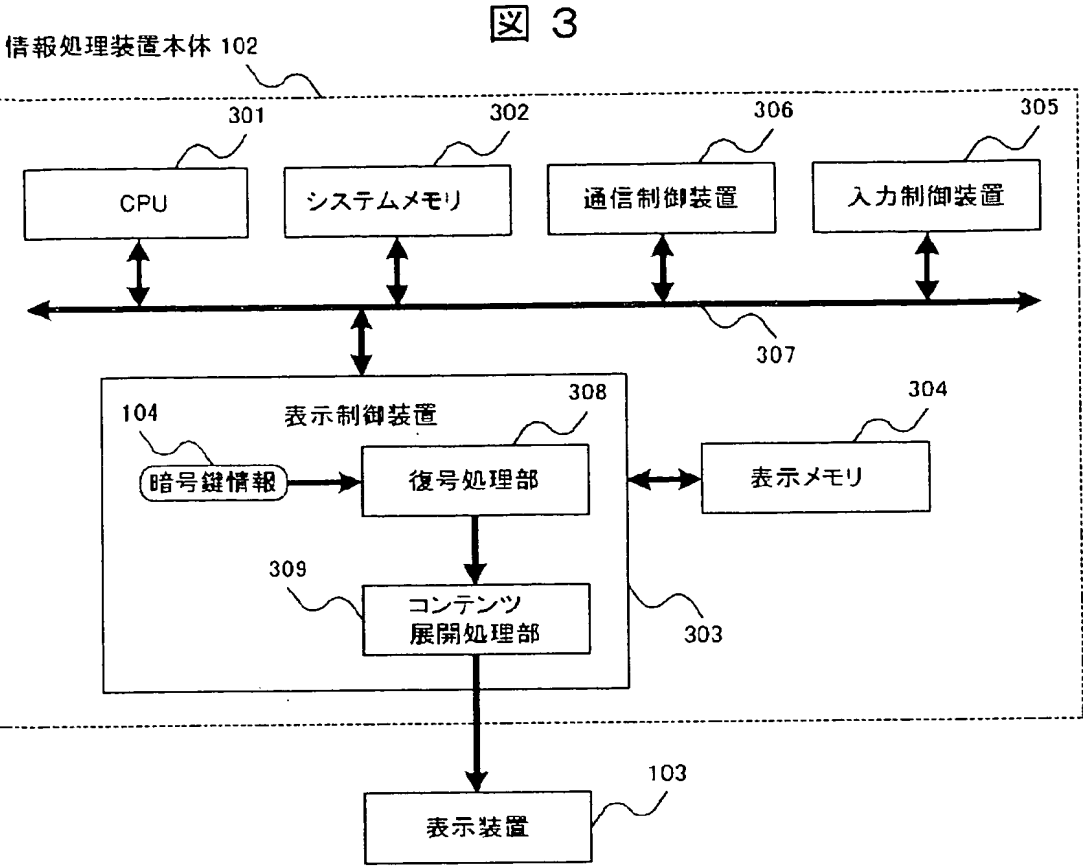 図 3
情報処理装置本体 102
301
302
306
305
CPU
システムメモリ
通信制御装置
入力制御装置
307
表示制御装置
308
104
304
暗号鍵情報
復号処理部
表示メモリ
309
コンテンツ
展開処理部
303
103
表示装置